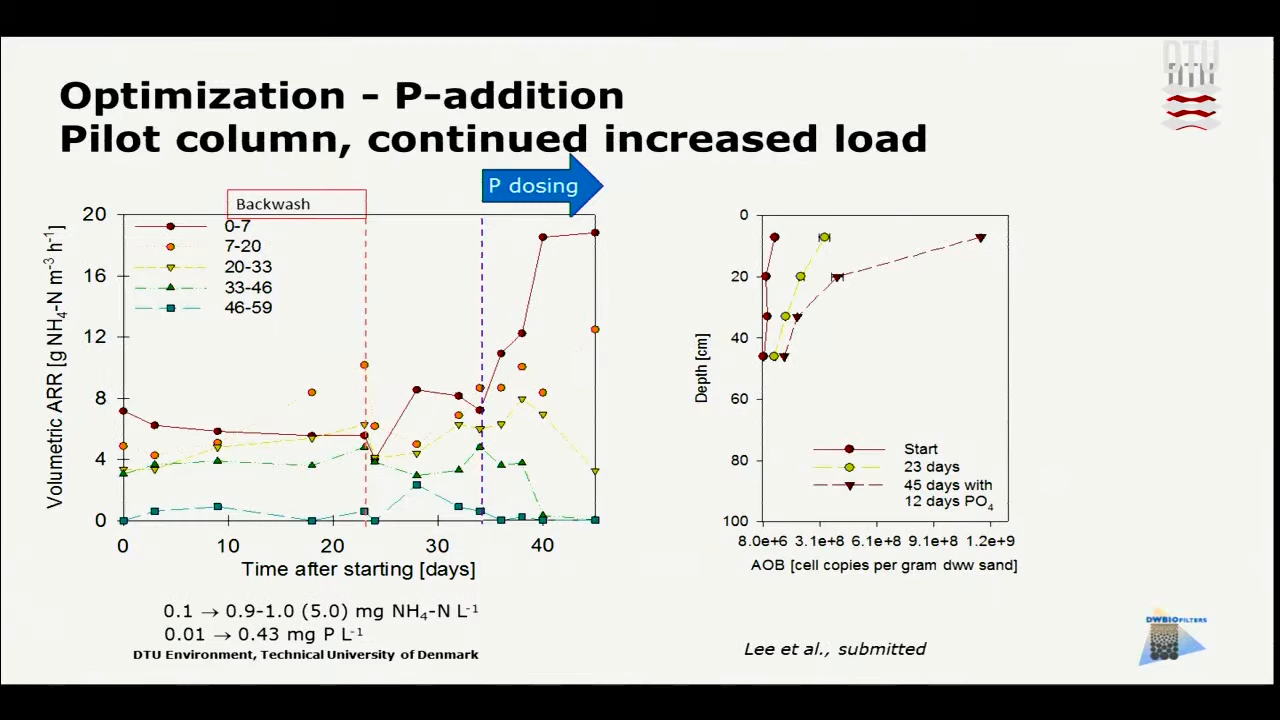 DTU
Optimization - P-addition
Pilot column, continued increased load
P dosing
Backwash
0-7
7-20
20-33
33-46
46-59
20
16
12
8
4
0
Volumetric ARR [g NH4-N m-3 h-1]
0 10 20 30 40
Time after starting [days]
0.1 → 0.9-1.0 (5.0) mg NH4-N L-1
0.01 → 0.43 mg P L-1
DTU Environment, Technical University of Denmark
0
20
40
60
80
100
Depth [cm]
Start
23 days
45 days with
12 days PO4
8.0e+6 3.1e+8 6.1e+8 9.1e+8 1.2e+9
AOB [cell copies per gram dww sand]
Lee et al., submitted
DWBIOFILTERS